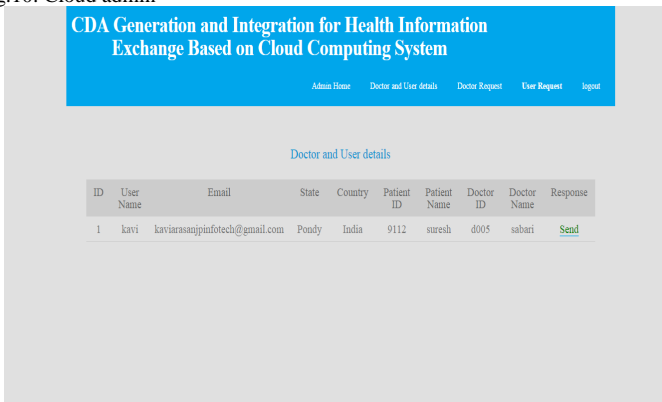 CDA Generation and Integration for Health Information
Exchange Based on Cloud Computing System
Admin Home Doctor and User details Doctor Request User Request logout
Doctor and User details
ID User Name Email State Country Patient ID Patient Name Doctor ID Doctor Name Response
1 kavi kaviarasanjpinfotech@gmail.com Pondy India 9112 suresh d005 sabari Send